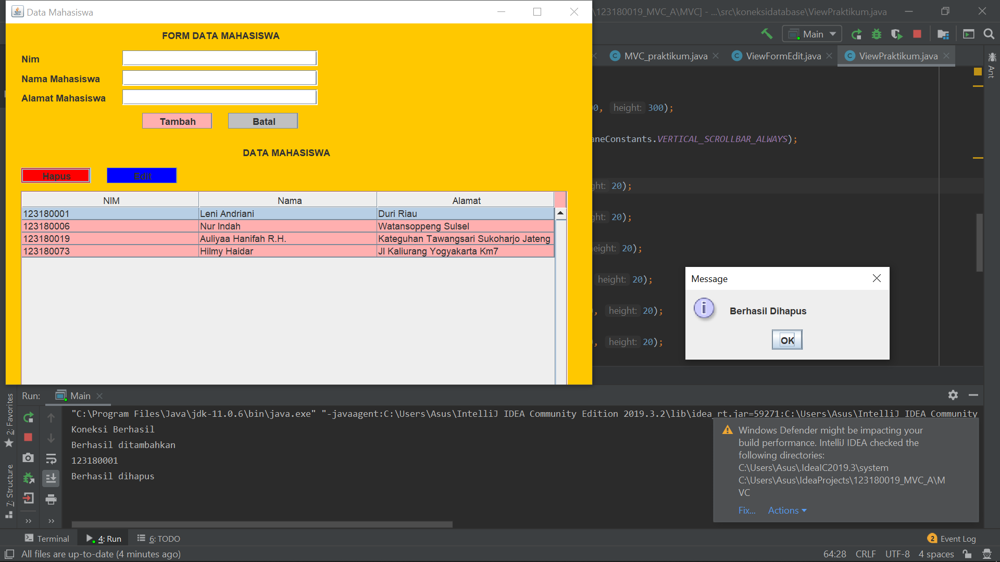 Data Mahasiswa
\123180019_MVC_A\MVC] - ...\src\koneksidatabase\ViewPraktikum.java
Main
MVC_praktikum.java
ViewFormEdit.java
ViewPraktikum.java
Ant
FORM DATA MAHASISWA
Nim
Nama Mahasiswa
Alamat Mahasiswa
Tambah
Batal
DATA MAHASISWA
Hapus
Edit
NIM Nama Alamat
123180001 Leni Andriani Duri Riau
123180006 Nur Indah Watansoppeng Sulsel
123180019 Auliyaa Hanifah R.H. Kateguhan Tawangsari Sukoharjo Jateng
123180073 Hilmy Haidar Jl Kaliurang Yogyakarta Km7
0, height: 300);
aneConstants.VERTICAL_SCROLLBAR_ALWAYS);
ght: 20);
ght: 20);
eight: 20);
height: 20);
, height: 20);
, height: 20);
Message
Berhasil Dihapus
OK
Run: Main
"C:\Program Files\Java\jdk-11.0.6\bin\java.exe" "-javaagent:C:\Users\Asus\IntelliJ IDEA Community Edition 2019.3.2\lib\idea_rt.jar=59271:C:\Users\Asus\IntelliJ IDEA Community
Koneksi Berhasil
Berhasil ditambahkan
123180001
Berhasil dihapus
2: Favorites
7: Structure
Windows Defender might be impacting your
build performance. IntelliJ IDEA checked the
following directories:
C:\Users\Asus\.IdeaIC2019.3\system
C:\Users\Asus\IdeaProjects\123180019_MVC_A\M
VC
Fix... Actions
Terminal
4: Run
6: TODO
2 Event Log
All files are up-to-date (4 minutes ago)
64:28 CRLF UTF-8 4 spaces